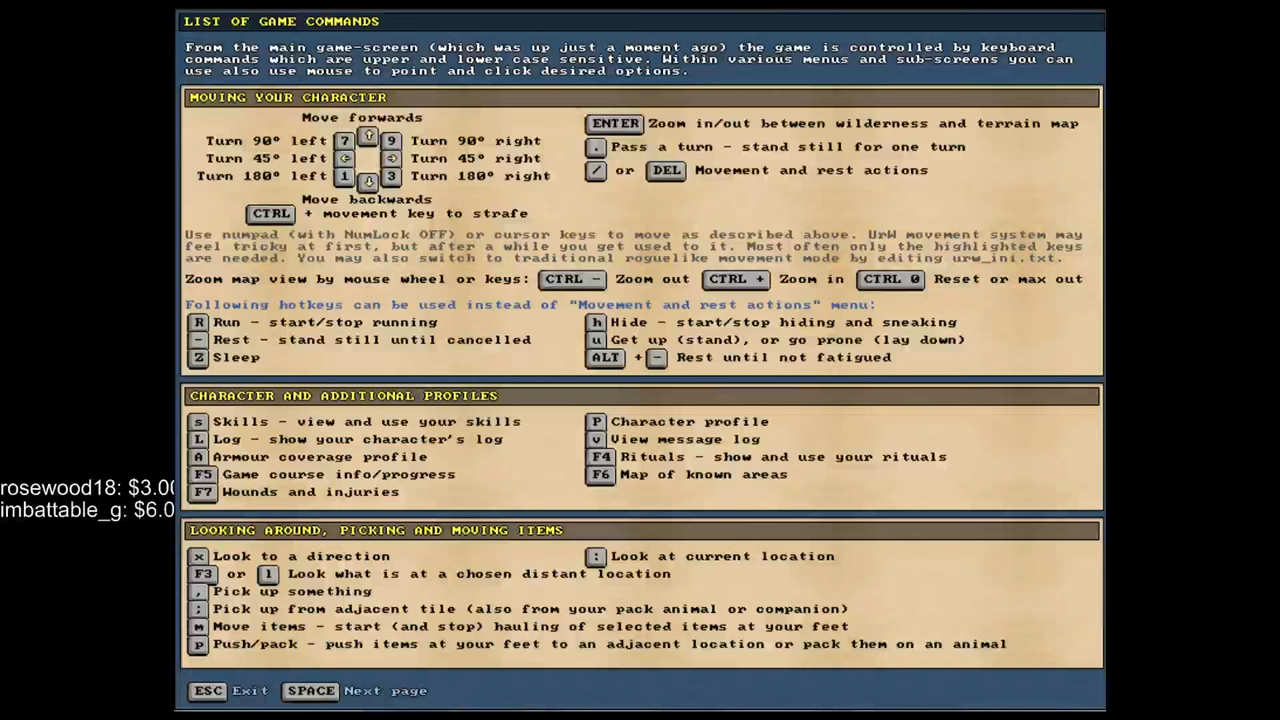 LIST OF GAME COMMANDS
From the main game-screen (which was up just a moment ago) the game is controlled by keyboard
commands which are upper and lower case sensitive. Within various menus and sub-screens you can
use also use mouse to point and click desired options.
MOVING YOUR CHARACTER
Move forwards
Turn 90° left 7 ↑ 9 Turn 90° right
Turn 45° left ← → Turn 45° right
Turn 180° left 1 ↓ 3 Turn 180° right
Move backwards
CTRL + movement key to strafe
ENTER Zoom in/out between wilderness and terrain map
. Pass a turn - stand still for one turn
/ or DEL Movement and rest actions
Use numpad (with NumLock OFF) or cursor keys to move as described above. UrW movement system may
feel tricky at first, but after a while you get used to it. Most often only the highlighted keys
are needed. You may also switch to traditional roguelike movement mode by editing urw_ini.txt.
Zoom map view by mouse wheel or keys: CTRL - Zoom out CTRL + Zoom in CTRL 0 Reset or max out
Following hotkeys can be used instead of "Movement and rest actions" menu:
R Run - start/stop running
- Rest - stand still until cancelled
Z Sleep
h Hide - start/stop hiding and sneaking
u Get up (stand), or go prone (lay down)
ALT + - Rest until not fatigued
CHARACTER AND ADDITIONAL PROFILES
s Skills - view and use your skills
L Log - show your character's log
A Armour coverage profile
F5 Game course info/progress
F7 Wounds and injuries
P Character profile
v View message log
F4 Rituals - show and use your rituals
F6 Map of known areas
rosewood18: $3.00
imbattable_g: $6.0
LOOKING AROUND, PICKING AND MOVING ITEMS
x Look to a direction
: Look at current location
F3 or l Look what is at a chosen distant location
, Pick up something
; Pick up from adjacent tile (also from your pack animal or companion)
m Move items - start (and stop) hauling of selected items at your feet
p Push/pack - push items at your feet to an adjacent location or pack them on an animal
ESC Exit SPACE Next page